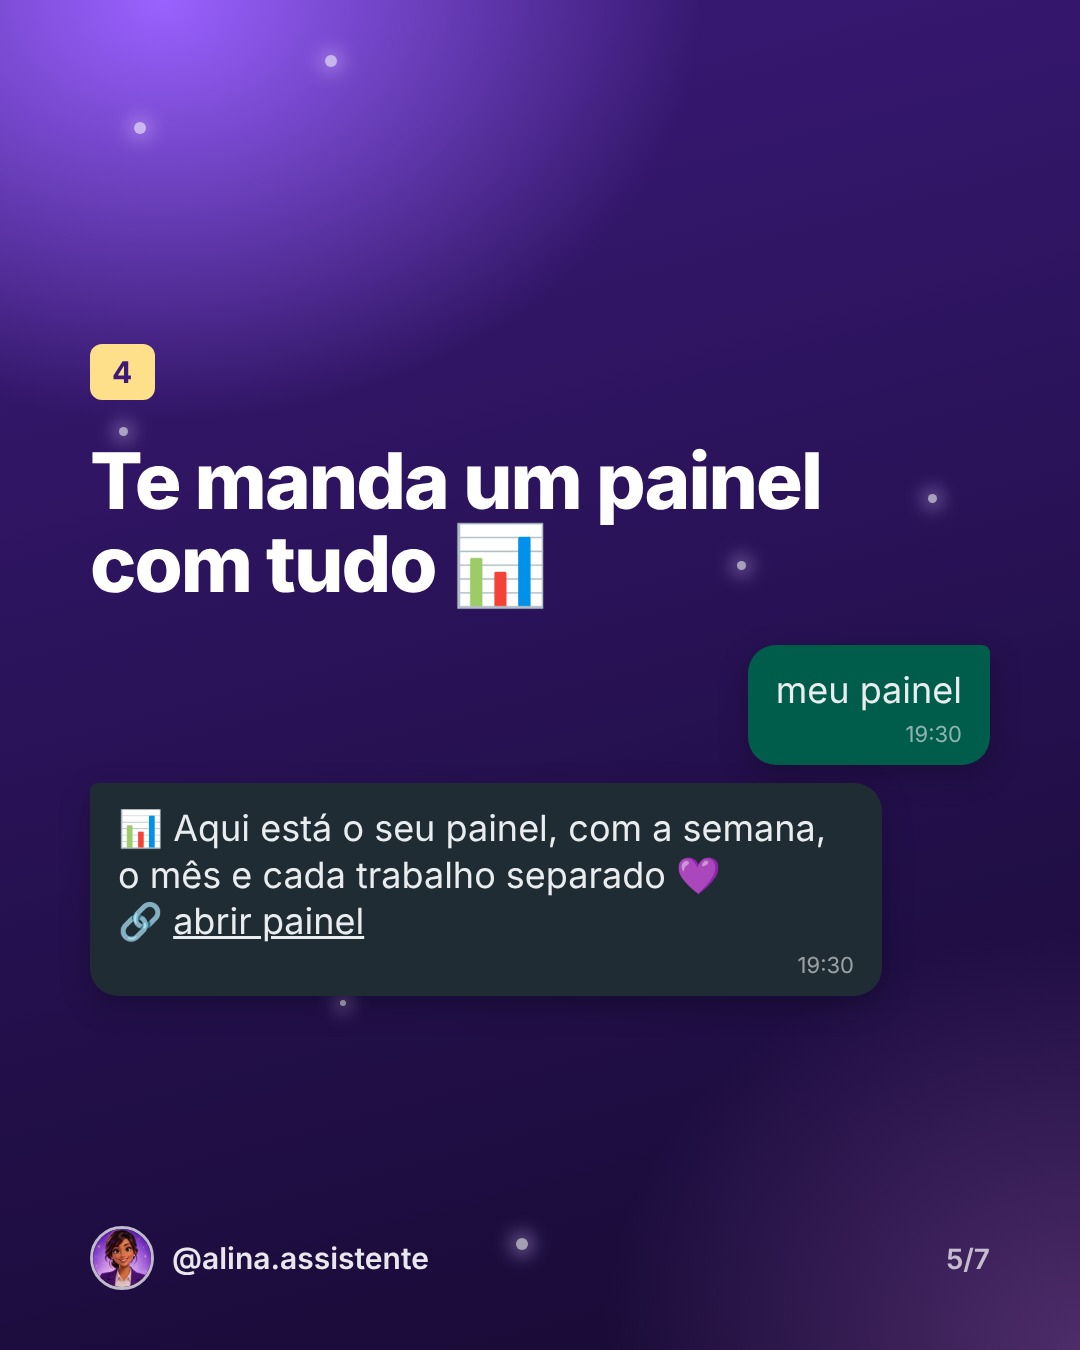 4
Te manda um painel
com tudo 📊
meu painel
19:30
📊 Aqui está o seu painel, com a semana,
o mês e cada trabalho separado 💜
🔗 abrir painel
19:30
@alina.assistente
5/7